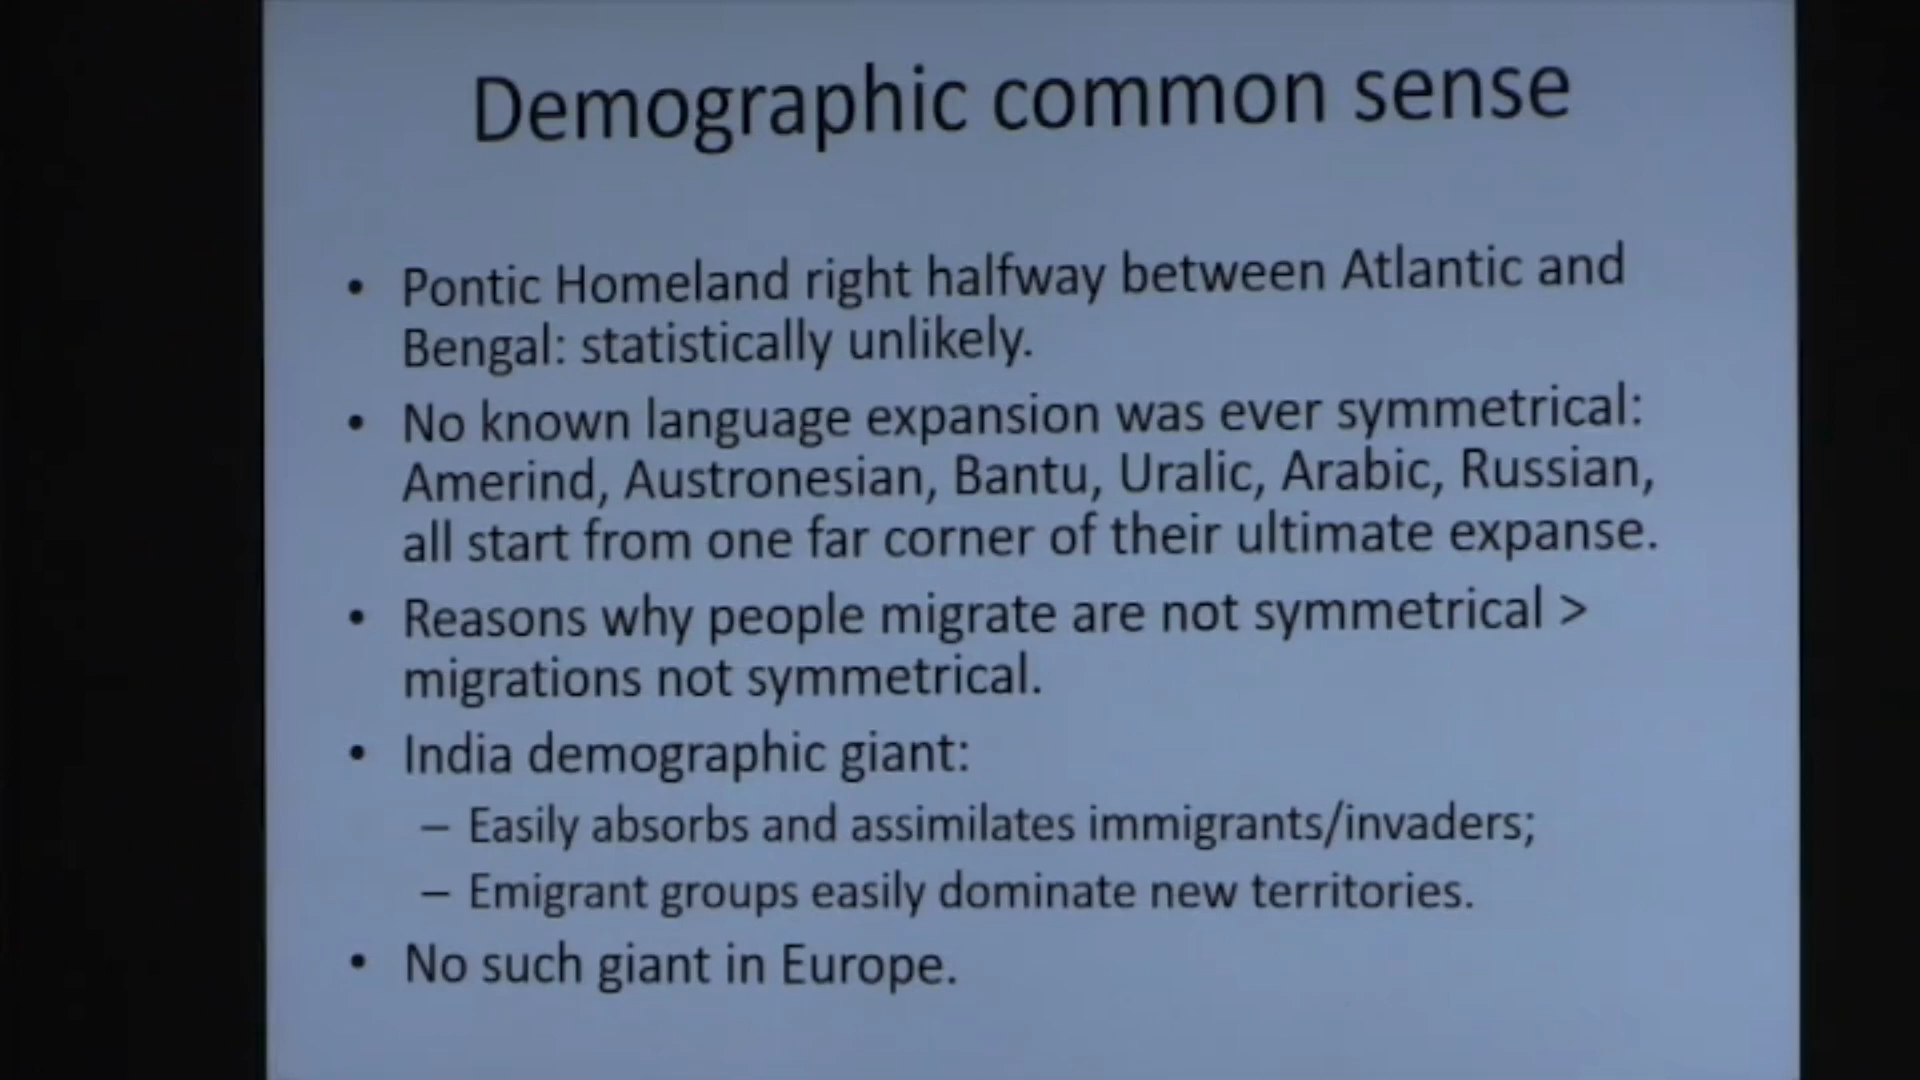 Demographic common sense
• Pontic Homeland right halfway between Atlantic and
Bengal: statistically unlikely.
• No known language expansion was ever symmetrical:
Amerind, Austronesian, Bantu, Uralic, Arabic, Russian,
all start from one far corner of their ultimate expanse.
• Reasons why people migrate are not symmetrical >
migrations not symmetrical.
• India demographic giant:
– Easily absorbs and assimilates immigrants/invaders;
– Emigrant groups easily dominate new territories.
• No such giant in Europe.